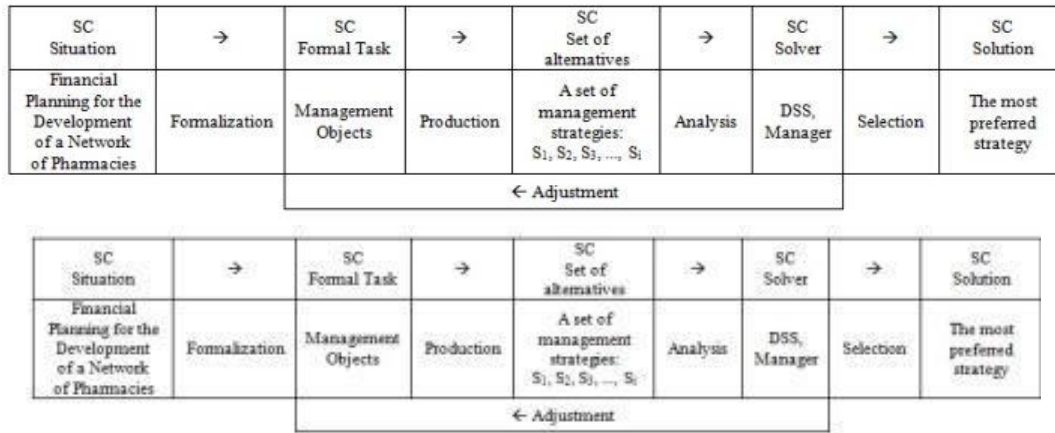 SC Situation → SC Formal Task → SC Set of alternatives → SC Solver → SC Solution
Financial Planning for the Development of a Network of Pharmacies Formalization Management Objects Production A set of management strategies: S₁, S₂, S₃, ..., Sᵢ Analysis DSS, Manager Selection The most preferred strategy
← Adjustment
SC Situation → SC Formal Task → SC Set of alternatives → SC Solver → SC Solution
Financial Planning for the Development of a Network of Pharmacies Formalization Management Objects Production A set of management strategies: S₁, S₂, S₃, ..., Sᵢ Analysis DSS, Manager Selection The most preferred strategy
← Adjustment